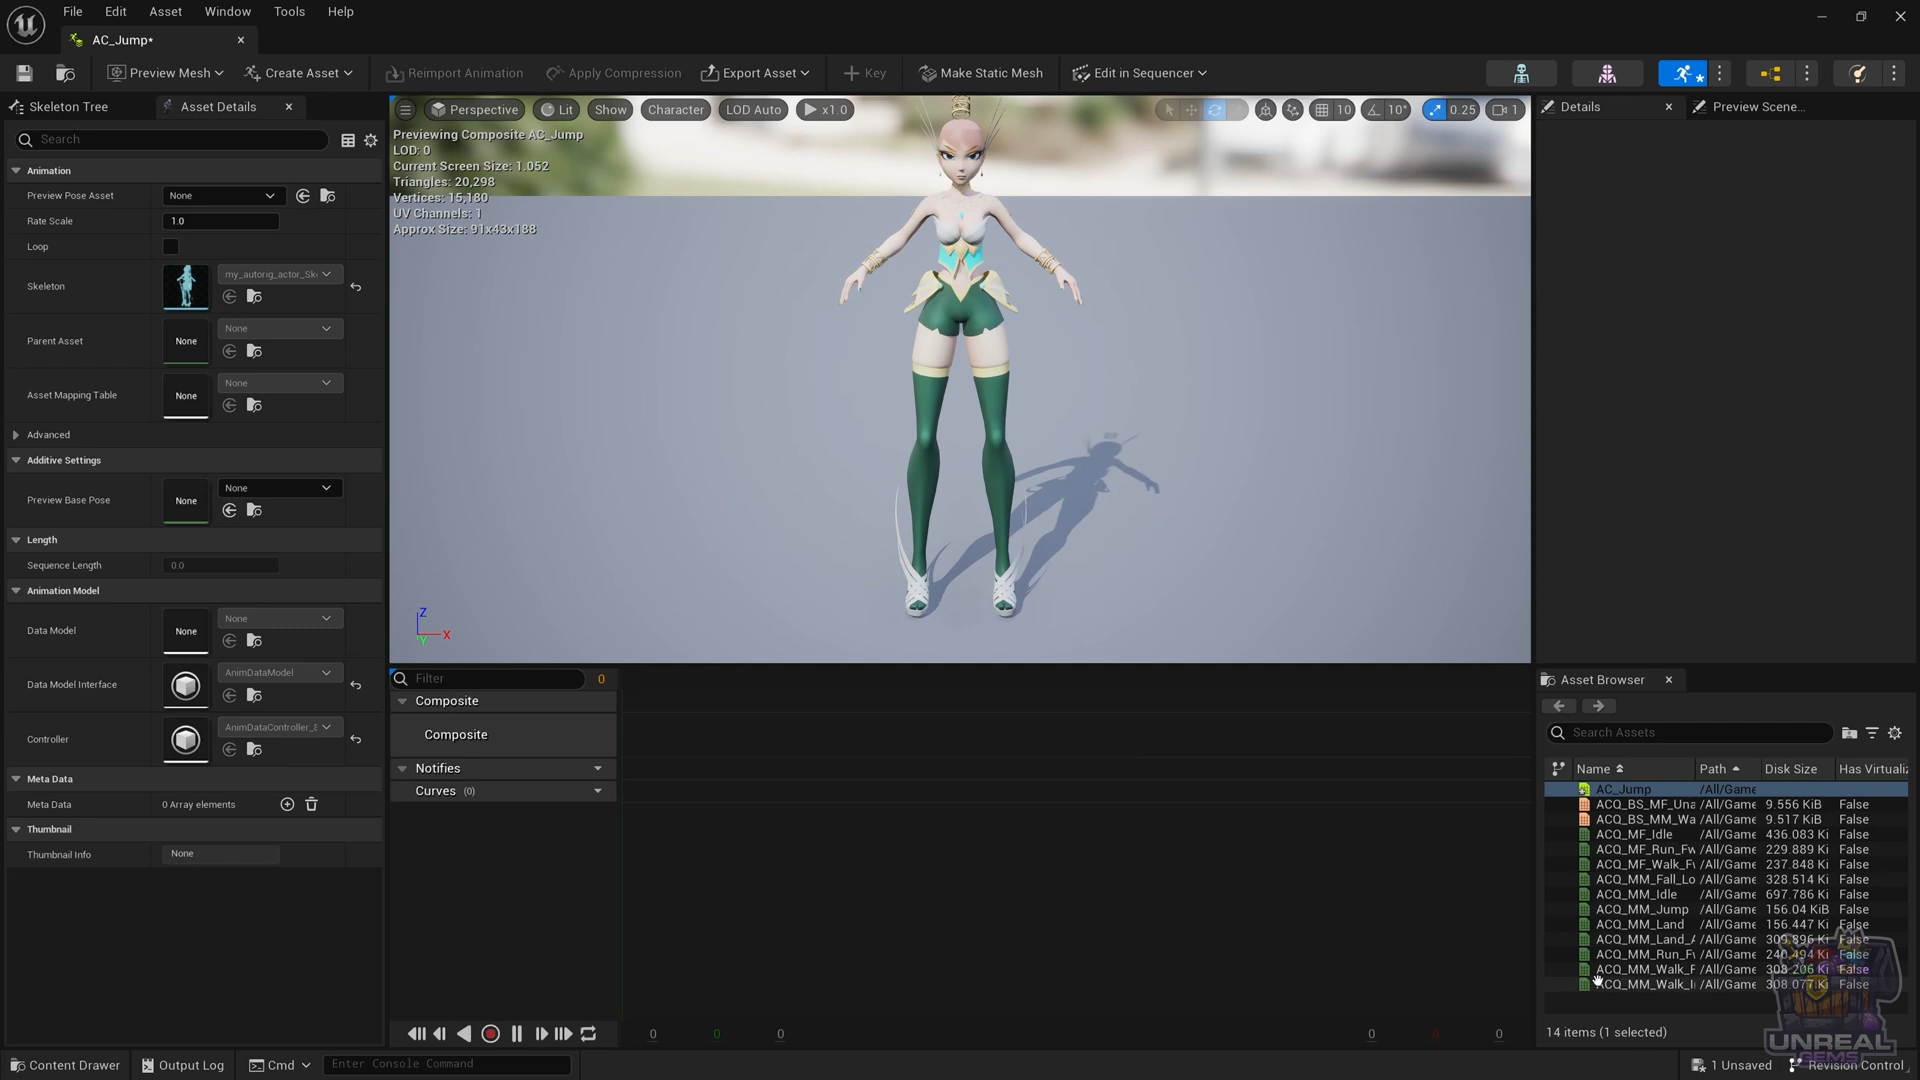 File Edit Asset Window Tools Help
AC_Jump*
Preview Mesh Create Asset Reimport Animation Apply Compression Export Asset Key Make Static Mesh Edit in Sequencer
Skeleton Tree Asset Details
Search
Animation
Preview Pose Asset None
Rate Scale 1.0
Loop
Skeleton my_autorig_actor_Sk
Parent Asset None None
Asset Mapping Table None None
Advanced
Additive Settings
Preview Base Pose None None
Length
Sequence Length 0.0
Animation Model
Data Model None None
Data Model Interface AnimDataModel
Controller AnimDataController_E
Meta Data
Meta Data 0 Array elements
Thumbnail
Thumbnail Info None
Perspective Lit Show Character LOD Auto x1.0 10 10° 0.25 1
Previewing Composite AC_Jump
LOD: 0
Current Screen Size: 1.052
Triangles: 20,298
Vertices: 15,180
UV Channels: 1
Approx Size: 91x43x188
Z
X
Y
Filter 0
Composite
Composite
Notifies
Curves (0)
0 0 0 0 0 0
Details Preview Scene...
Asset Browser
Search Assets
Name Path Disk Size Has Virtualiz
AC_Jump /All/Game
ACQ_BS_MF_Una /All/Game 9.556 KiB False
ACQ_BS_MM_Wa /All/Game 9.517 KiB False
ACQ_MF_Idle /All/Game 436.083 Ki False
ACQ_MF_Run_Fw /All/Game 229.889 Ki False
ACQ_MF_Walk_Fw /All/Game 237.848 Ki False
ACQ_MM_Fall_Lo /All/Game 328.514 Ki False
ACQ_MM_Idle /All/Game 697.786 Ki False
ACQ_MM_Jump /All/Game 156.04 KiB False
ACQ_MM_Land /All/Game 156.447 Ki False
ACQ_MM_Land_A /All/Game 309.896 Ki False
ACQ_MM_Run_Fw /All/Game 240.494 Ki False
ACQ_MM_Walk_F /All/Game 308.206 Ki False
ACQ_MM_Walk_I /All/Game 308.077 Ki False
14 items (1 selected)
UNREAL
GEMS
Content Drawer Output Log Cmd Enter Console Command 1 Unsaved Revision Control